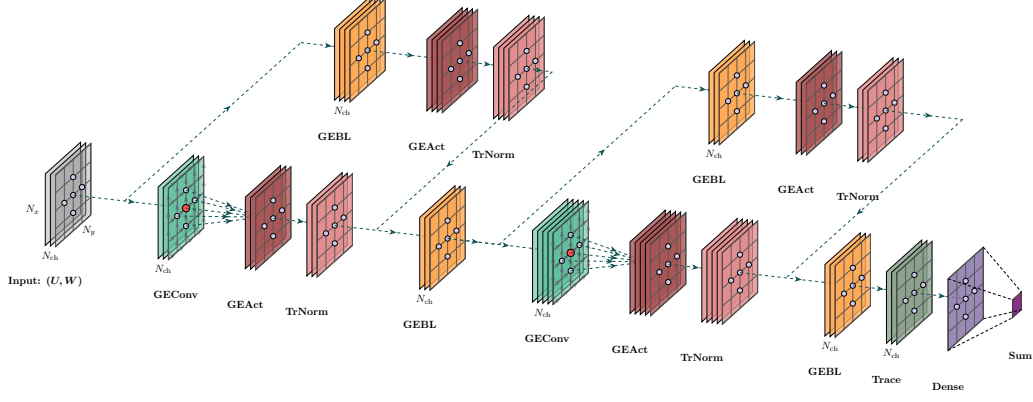 N_ch
GEBL
GEAct
TrNorm
N_ch
GEBL
GEAct
TrNorm
N_x
N_y
N_ch
Input: (U, W)
N_ch
GEConv
GEAct
TrNorm
N_ch
GEBL
N_ch
GEConv
GEAct
TrNorm
N_ch
GEBL
N_ch
Trace
Dense
Sum